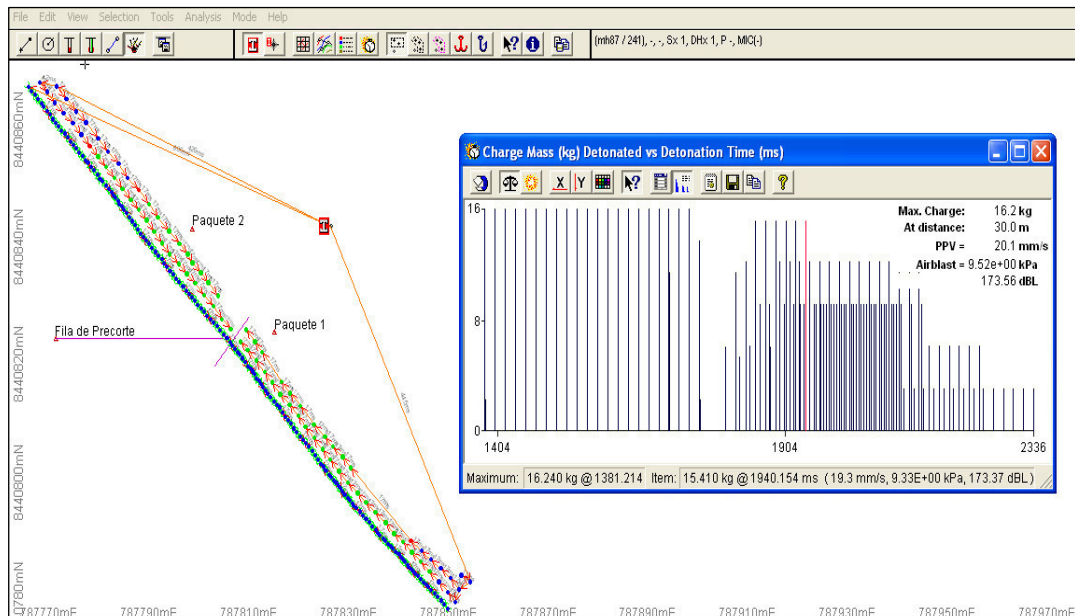 File Edit View Selection Tools Analysis Mode Help
(mh87 / 241), -, -, Sx 1, DHx 1, P -, MIC(-)
8440860mN
8440840mN
8440820mN
8440800mN
Paquete 2
Paquete 1
Fila de Precorte
445ms
Charge Mass (kg) Detonated vs Detonation Time (ms)
X Y
16
8
0
Max. Charge: 16.2 kg
At distance: 30.0 m
PPV = 20.1 mm/s
Airblast = 9.52e+00 kPa
173.56 dBL
1404 1904 2336
Maximum: 16.240 kg @ 1381.214 Item: 15.410 kg @ 1940.154 ms ( 19.3 mm/s, 9.33E+00 kPa, 173.37 dBL )
787790mE 787810mE 787830mE 787870mE 787890mE 787910mE 787930mE 787950mE 787970mE